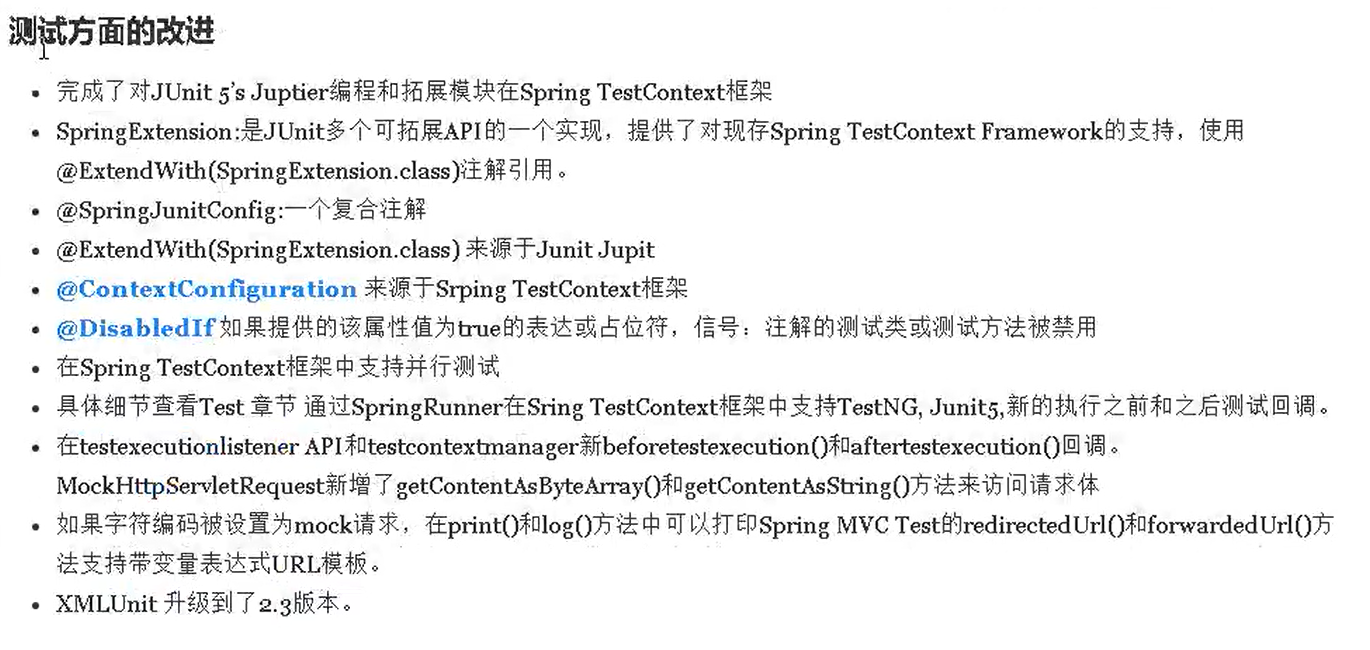 测试方面的改进
完成了对JUnit 5's Juptier编程和拓展模块在Spring TestContext框架
SpringExtension:是JUnit多个可拓展API的一个实现，提供了对现存Spring TestContext Framework的支持，使用
@ExtendWith(SpringExtension.class)注解引用。
@SpringJunitConfig:一个复合注解
@ExtendWith(SpringExtension.class) 来源于Junit Jupit
@ContextConfiguration 来源于Srping TestContext框架
@DisabledIf 如果提供的该属性值为true的表达或占位符，信号：注解的测试类或测试方法被禁用
在Spring TestContext框架中支持并行测试
具体细节查看Test 章节 通过SpringRunner在Sring TestContext框架中支持TestNG, Junit5,新的执行之前和之后测试回调。
在testexecutionlistener API和testcontextmanager新beforetestexecution()和aftertestexecution()回调。
MockHttpServletRequest新增了getContentAsByteArray()和getContentAsString()方法来访问请求体
如果字符编码被设置为mock请求，在print()和log()方法中可以打印Spring MVC Test的redirectedUrl()和forwardedUrl()方
法支持带变量表达式URL模板。
XMLUnit 升级到了2.3版本。